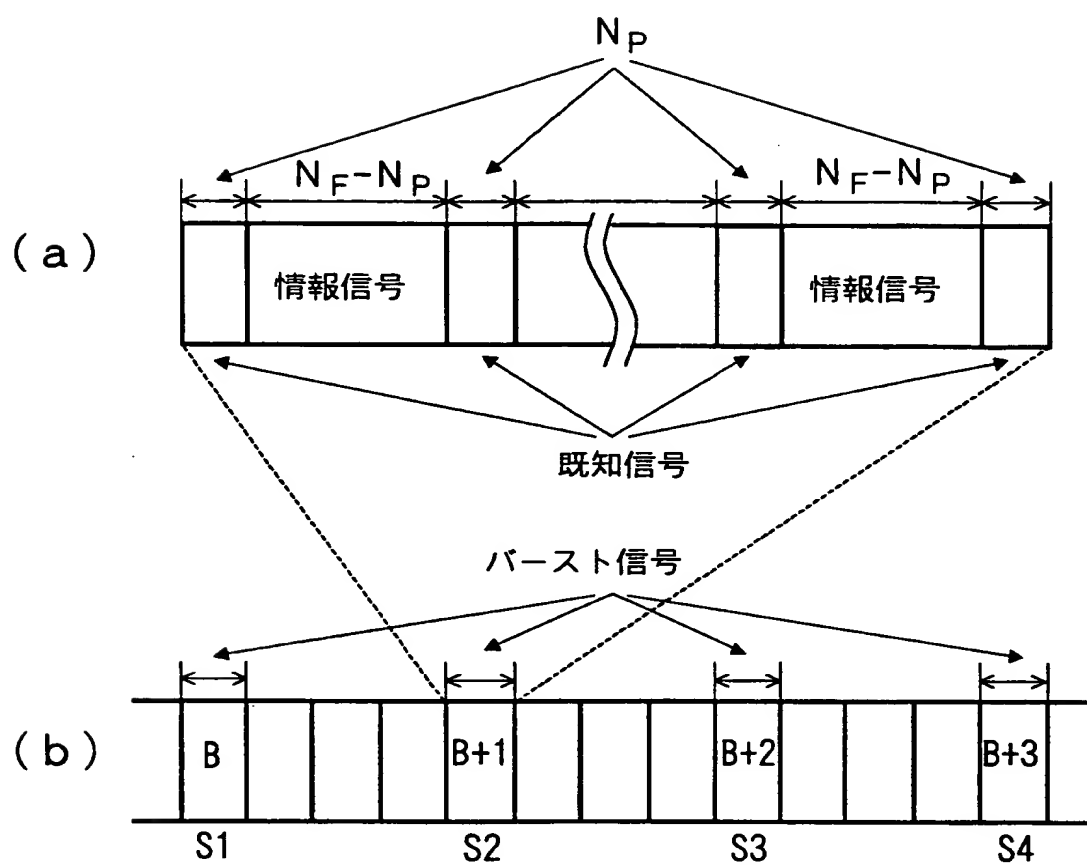 N_P
N_F-N_P N_F-N_P
(a) 情報信号 情報信号
既知信号
バースト信号
(b) B B+1 B+2 B+3
S1 S2 S3 S4